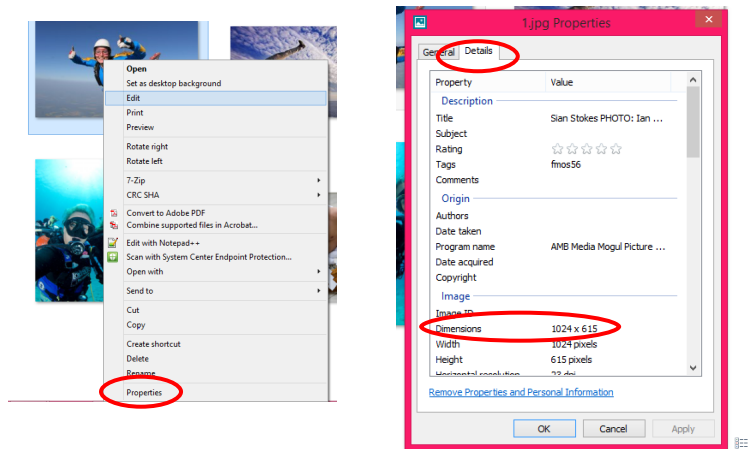 Open
Set as desktop background
Edit
Print
Preview
Rotate right
Rotate left
7-Zip
CRC SHA
Convert to Adobe PDF
Combine supported files in Acrobat...
Edit with Notepad++
Scan with System Center Endpoint Protection...
Open with
Send to
Cut
Copy
Create shortcut
Delete
Rename
Properties
1.jpg Properties
General Details
Property Value
Description
Title Sian Stokes PHOTO: Ian ...
Subject
Rating
Tags fmos56
Comments
Origin
Authors
Date taken
Program name AMB Media Mogul Picture ...
Date acquired
Copyright
Image
Image ID
Dimensions 1024 x 615
Width 1024 pixels
Height 615 pixels
Horizontal resolution 23 dpi
Remove Properties and Personal Information
OK Cancel Apply